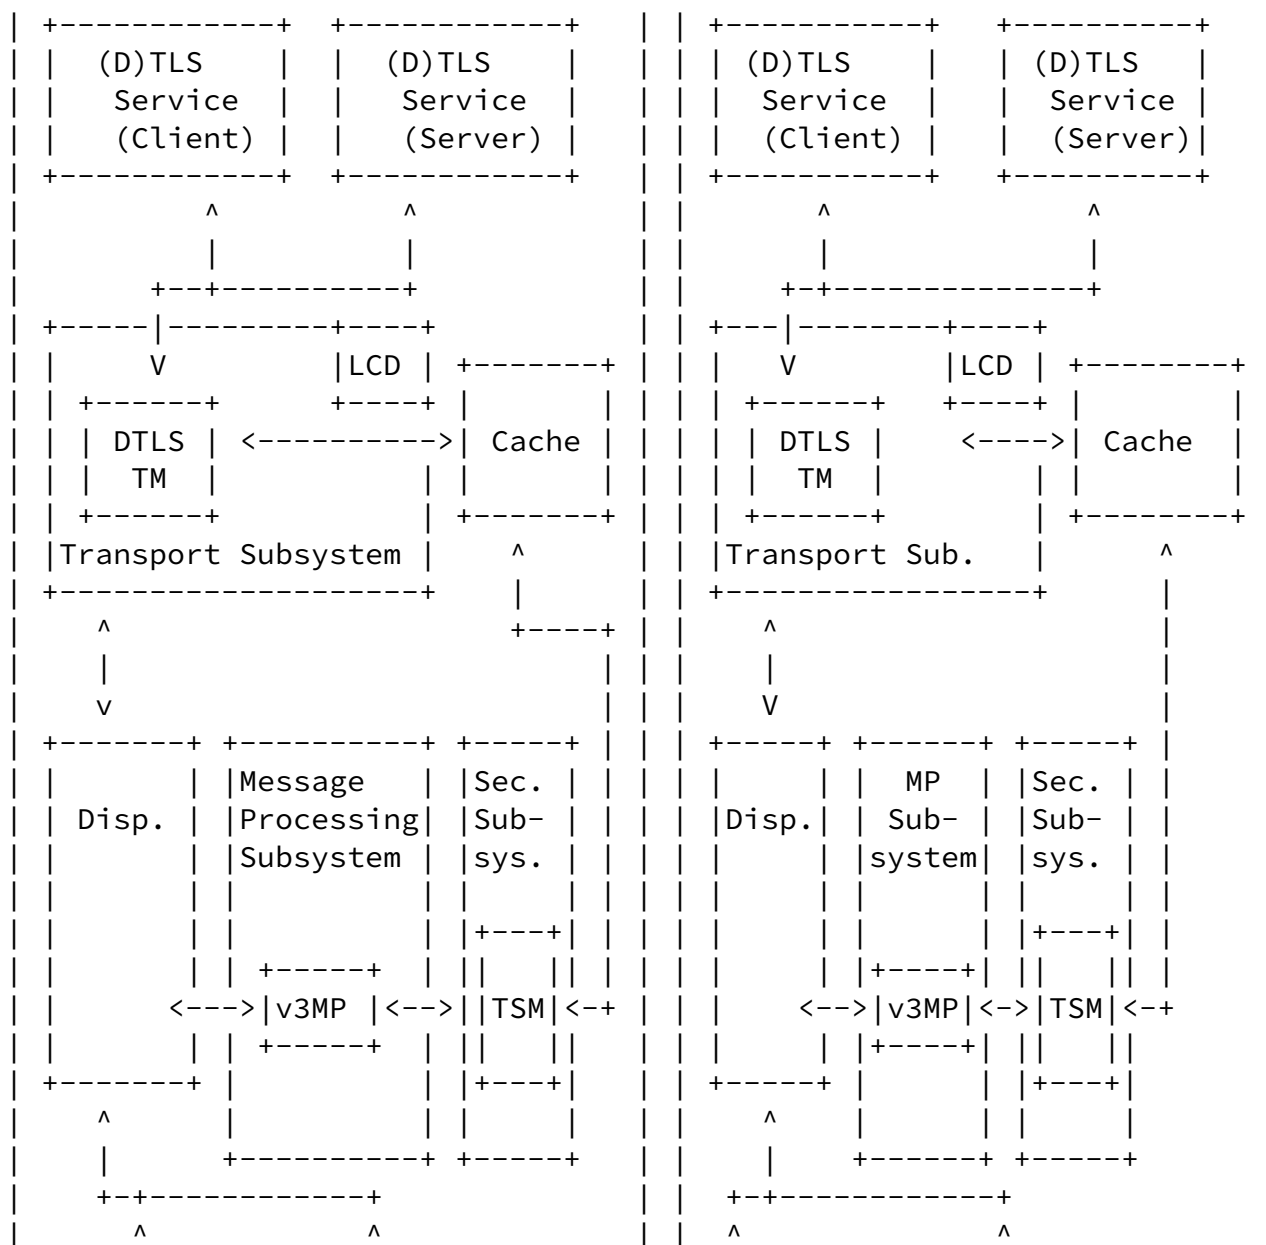 (D)TLS (D)TLS (D)TLS (D)TLS
Service Service Service Service
(Client) (Server) (Client) (Server)
V LCD V LCD
DTLS Cache DTLS Cache
TM TM
Transport Subsystem Transport Sub.
v V
Message Sec. MP Sec.
Disp. Processing Sub- Disp. Sub- Sub-
Subsystem sys. system sys.
v3MP TSM v3MP TSM